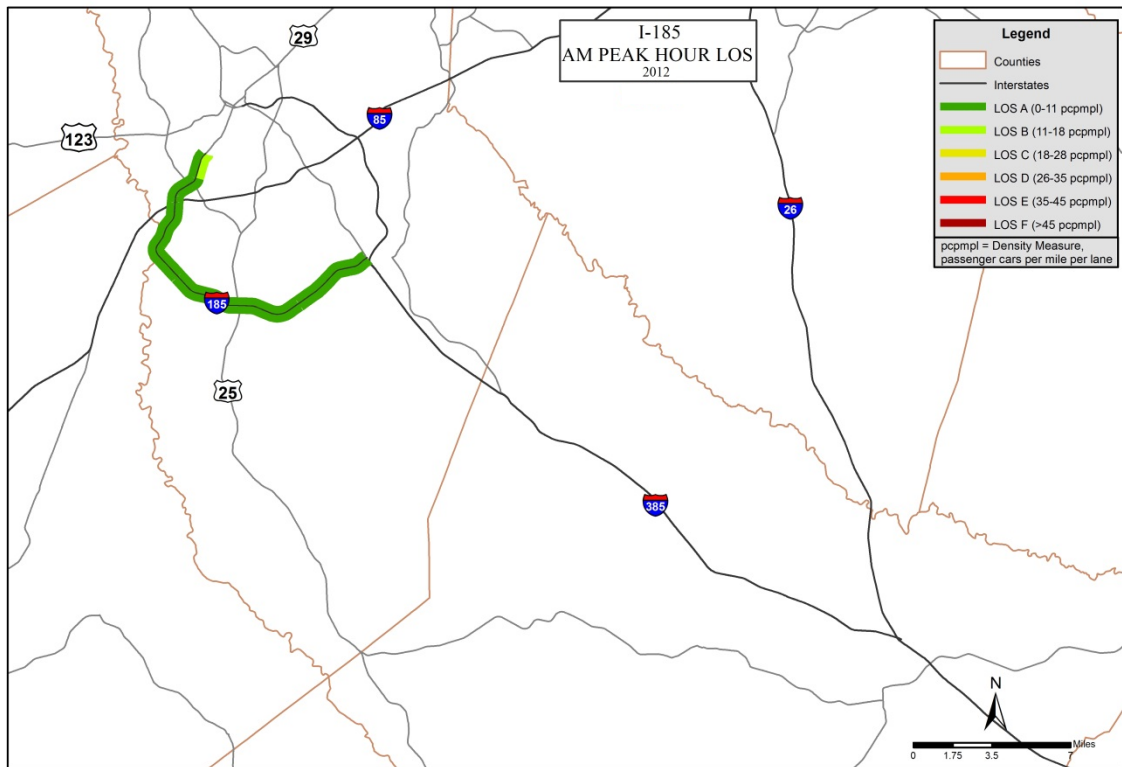 I-185
AM PEAK HOUR LOS
2012
29
85
123
26
185
25
385
Legend
Counties
Interstates
LOS A (0-11 pcpmpl)
LOS B (11-18 pcpmpl)
LOS C (18-28 pcpmpl)
LOS D (26-35 pcpmpl)
LOS E (35-45 pcpmpl)
LOS F (>45 pcpmpl)
pcpmpl = Density Measure,
passenger cars per mile per lane
N
Miles
0 1.75 3.5 7